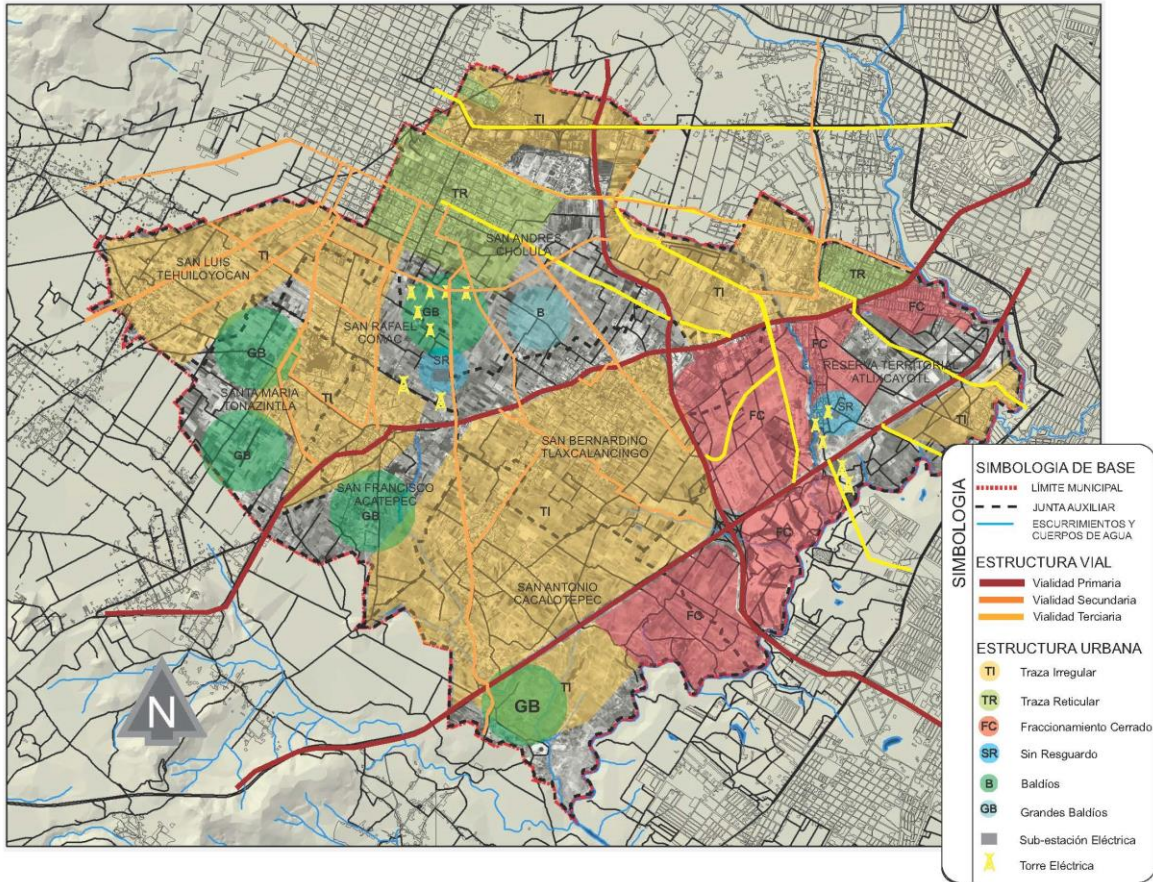 TI
TR
SAN ANDRES
CHOLULA
SAN LUIS
TEHUILOYOCAN
TI
TI
TR
GB
B
SAN RAFAEL
COMAC
SR
FC
FC
RESERVA TERRITORIAL
ATLIXCAYOTL
GB
SANTA MARIA
TONAZINTLA
TI
FC
SR
TI
GB
SAN BERNARDINO
TLAXCALANCINGO
SAN FRANCISCO
ACATEPEC
GB
TI
FC
SAN ANTONIO
CACALOTEPEC
FC
TI
GB
N
SIMBOLOGIA
SIMBOLOGIA DE BASE
LÍMITE MUNICIPAL
JUNTA AUXILIAR
ESCURRIMIENTOS Y
CUERPOS DE AGUA
ESTRUCTURA VIAL
Vialidad Primaria
Vialidad Secundaria
Vialidad Terciaria
ESTRUCTURA URBANA
TI Traza Irregular
TR Traza Reticular
FC Fraccionamiento Cerrado
SR Sin Resguardo
B Baldíos
GB Grandes Baldíos
Sub-estación Eléctrica
Torre Eléctrica